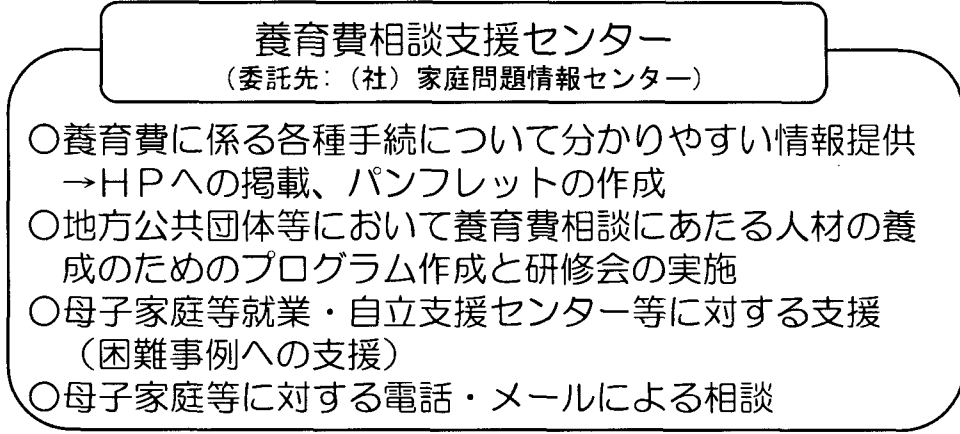 養育費相談支援センター
（委託先：（社）家庭問題情報センター）
○養育費に係る各種手続について分かりやすい情報提供
→ＨＰへの掲載、パンフレットの作成
○地方公共団体等において養育費相談にあたる人材の養
成のためのプログラム作成と研修会の実施
○母子家庭等就業・自立支援センター等に対する支援
（困難事例への支援）
○母子家庭等に対する電話・メールによる相談